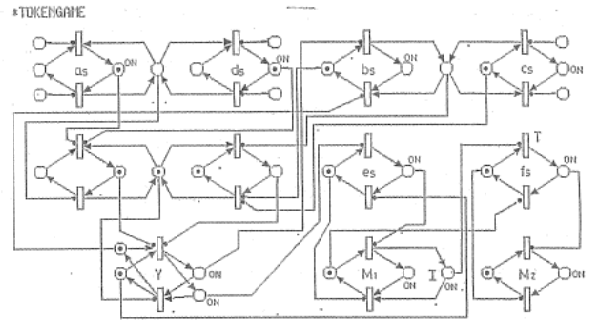 *TOKENGAME
ON ON ON
as ds bs cs ON
T
ON ON
es fs
Y ON M₁ I M₂ ON
ON ON ON